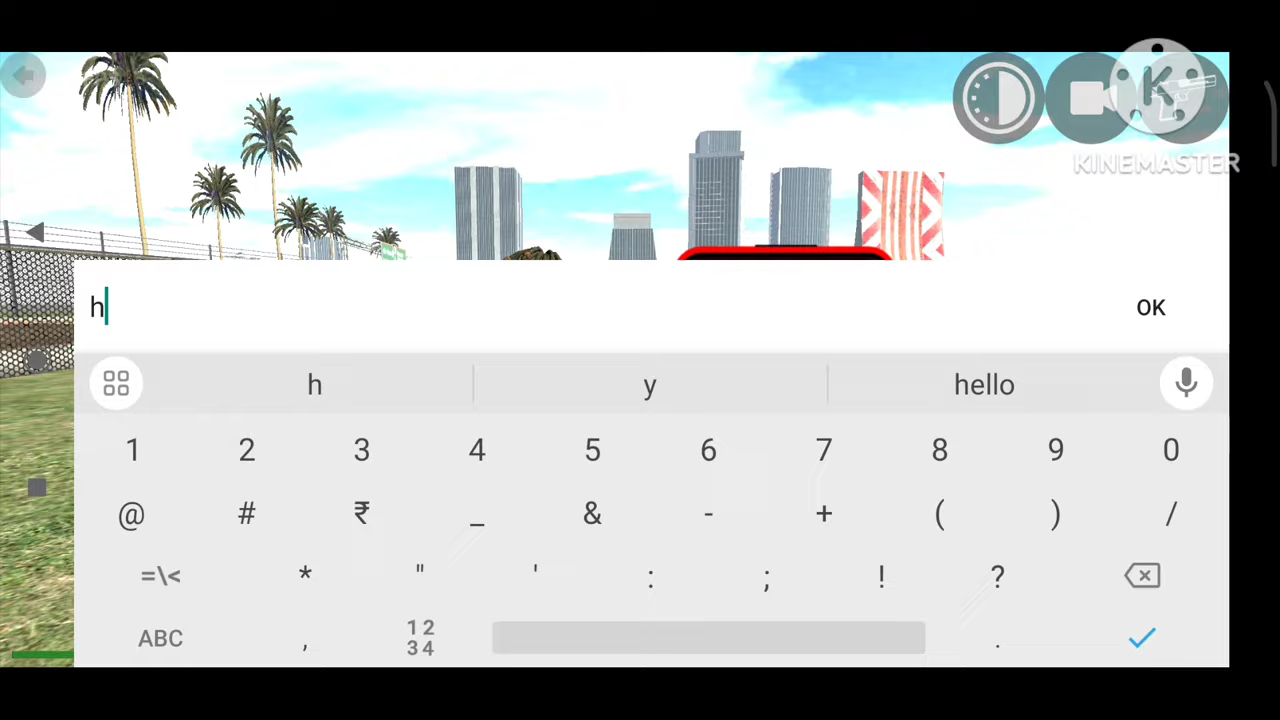 K
KINEMASTER
h
OK
h y hello
1 2 3 4 5 6 7 8 9 0
@ # ₹ _ & - + ( ) /
=\< * " ' : ; ! ?
ABC , 12 34 .